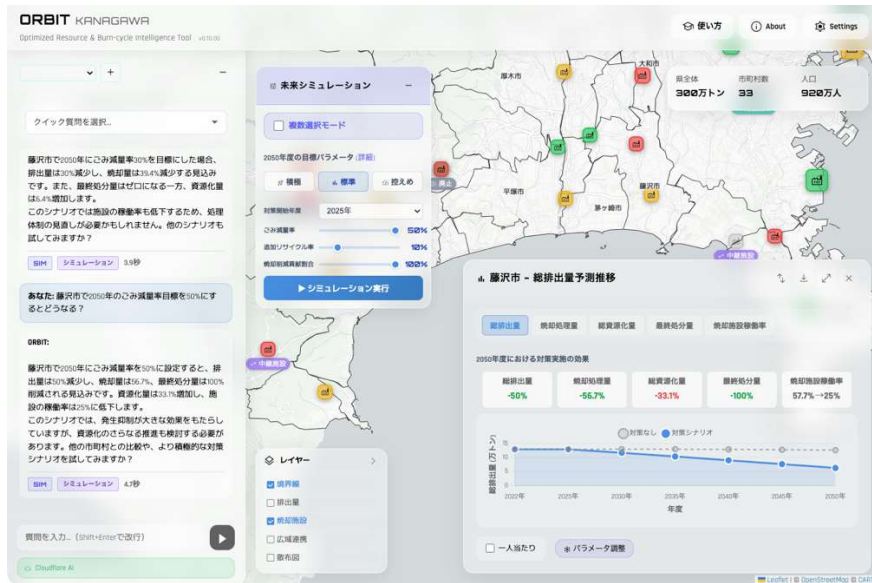 ORBIT KANAGAWA
Optimized Resource & Burn-cycle Intelligence Tool
使い方
About
Settings
クイック質問を選択...
藤沢市で2050年にごみ減量率30%を目標にした場合、
排出量は30%減少し、焼却量は39.4%減少する見込み
です。また、最終処分量はゼロになる一方、資源化量
は6.4%増加します。
このシナリオでは施設の稼働率も低下するため、処理
体制の見直しが必要かもしれません。他のシナリオも
試してみますか？
SIM シミュレーション 3.9秒
あなた: 藤沢市で2050年のごみ減量率目標を50%にす
るとどうなる？
ORBIT:
藤沢市で2050年にごみ減量率を50%に設定すると、排
出量は50%減少し、焼却量は56.7%、最終処分量は100%
削減される見込みです。資源化量は33.1%増加し、施
設の稼働率は25%に低下します。
このシナリオでは、発生抑制が大きな効果をもたらし
ていますが、資源化のさらなる推進も検討する必要が
あります。他の市町村との比較や、より積極的な対策
シナリオを試してみますか？
SIM シミュレーション 4.7秒
質問を入力... (Shift+Enterで改行)
Cloudflare AI
未来シミュレーション
複数選択モード
2050年度の目標パラメータ (詳細)
積極 標準 控えめ
対策開始年度 2025年
ごみ減量率 50%
追加リサイクル率 10%
焼却削減貢献割合 100%
▶ シミュレーション実行
県全体 市町村数 人口
300万トン 33 920万人
厚木市
大和市
平塚市
茅ヶ崎市
藤沢市
廃止
中継施設
中継施設
レイヤー
境界線
排出量
焼却施設
広域連携
散布図
藤沢市 - 総排出量予測推移
総排出量 焼却処理量 総資源化量 最終処分量 焼却施設稼働率
2050年度における対策実施の効果
総排出量 焼却処理量 総資源化量 最終処分量 焼却施設稼働率
-50% -56.7% -33.1% -100% 57.7%→25%
対策なし 対策シナリオ
総排出量 (万トン)
15
10
5
0
2022年 2025年 2030年 2035年 2040年 2045年 2050年
年度
一人当たり
パラメータ調整
Leaflet | © OpenStreetMap © CAR